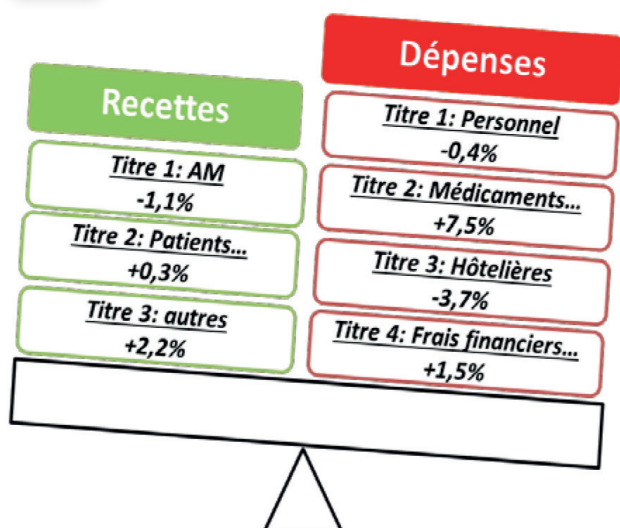 Recettes
Titre 1: AM
-1,1%
Titre 2: Patients...
+0,3%
Titre 3: autres
+2,2%
Dépenses
Titre 1: Personnel
-0,4%
Titre 2: Médicaments...
+7,5%
Titre 3: Hôtelières
-3,7%
Titre 4: Frais financiers...
+1,5%